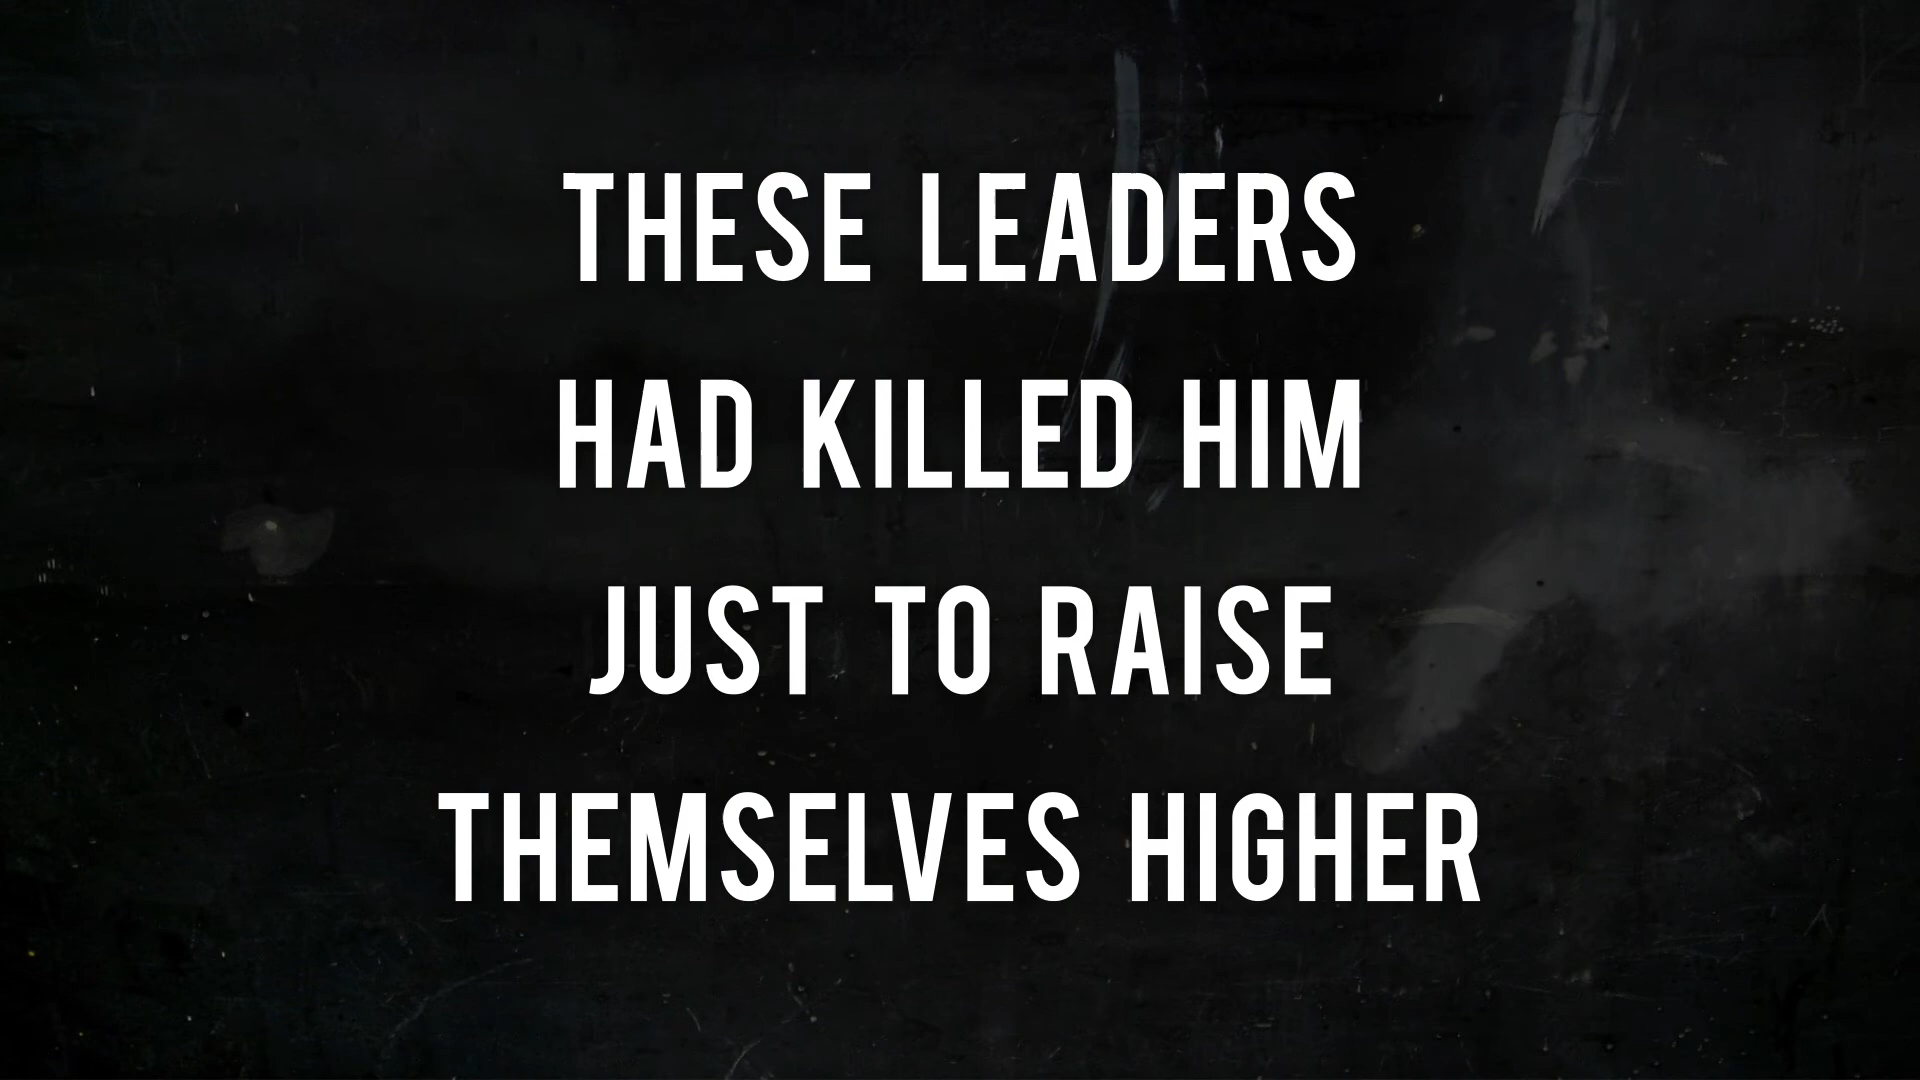 THESE LEADERS
HAD KILLED HIM
JUST TO RAISE
THEMSELVES HIGHER